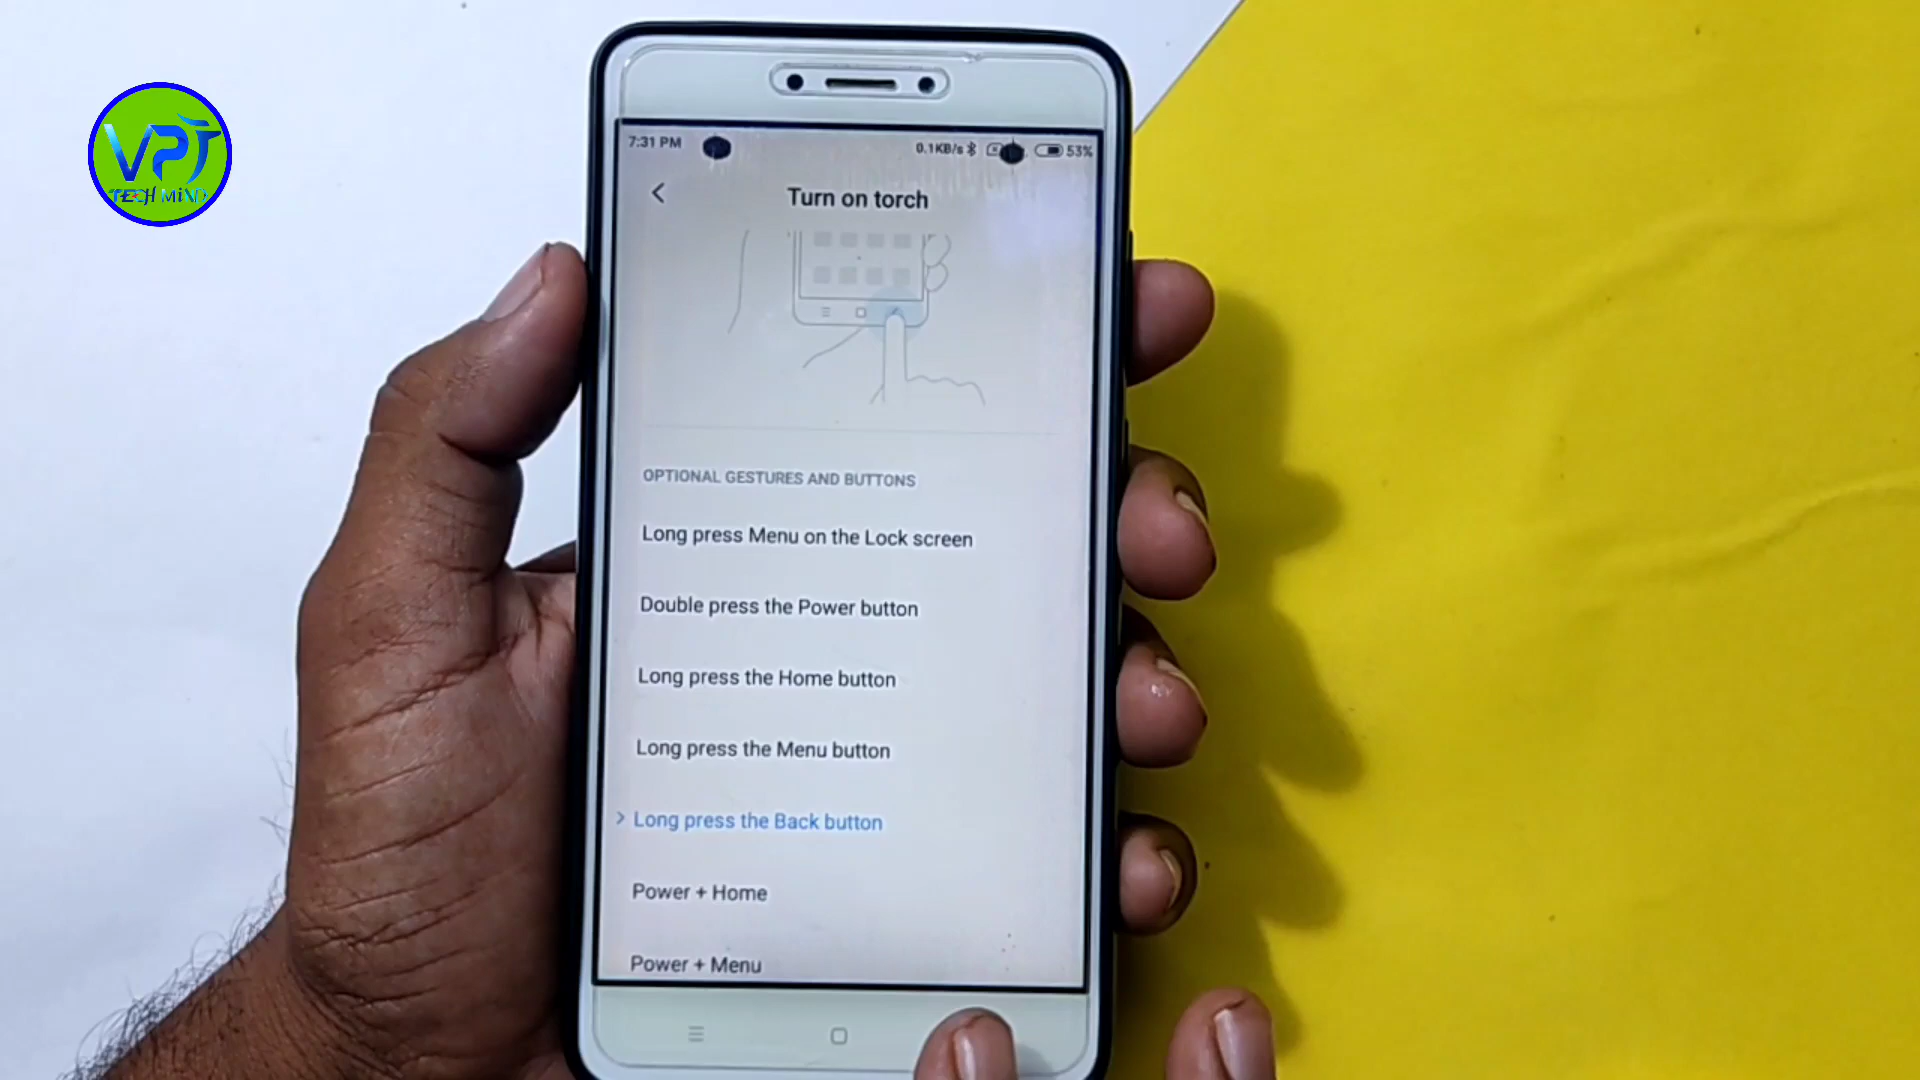 VPT
TECH MIND
7:31 PM
0.1KB/s
53%
Turn on torch
OPTIONAL GESTURES AND BUTTONS
Long press Menu on the Lock screen
Double press the Power button
Long press the Home button
Long press the Menu button
Long press the Back button
Power + Home
Power + Menu